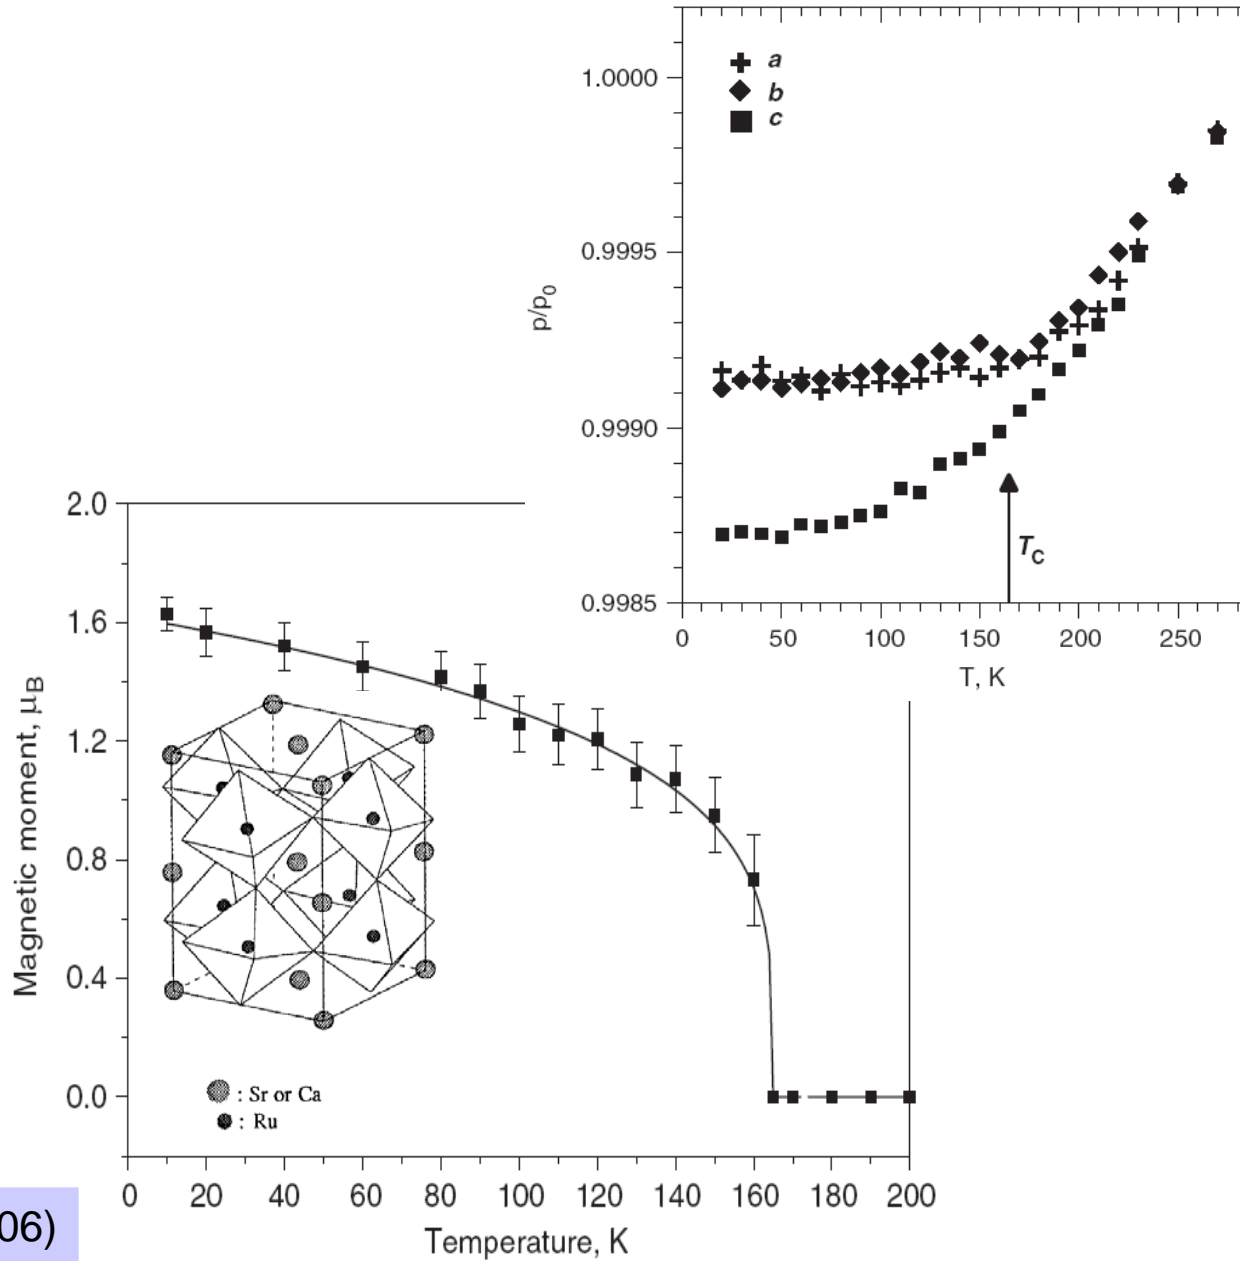 a
b
c
1.0000
0.9995
0.9990
0.9985
p/p₀
T_C
0 50 100 150 200 250
T, K
2.0
1.6
1.2
0.8
0.4
0.0
Magnetic moment, μ_B
: Sr or Ca
: Ru
0 20 40 60 80 100 120 140 160 180 200
Temperature, K
06)